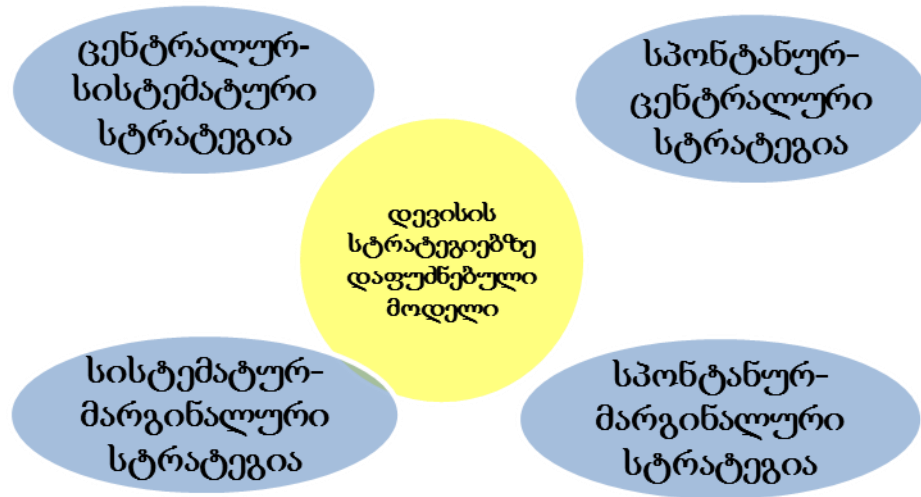 ცენტრალურ-
სისტემატური
სტრატეგია
სპონტანურ-
ცენტრალური
სტრატეგია
დევისის
სტრატეგიებზე
დაფუძნებული
მოდელი
სისტემატურ-
მარგინალური
სტრატეგია
სპონტანურ-
მარგინალური
სტრატეგია